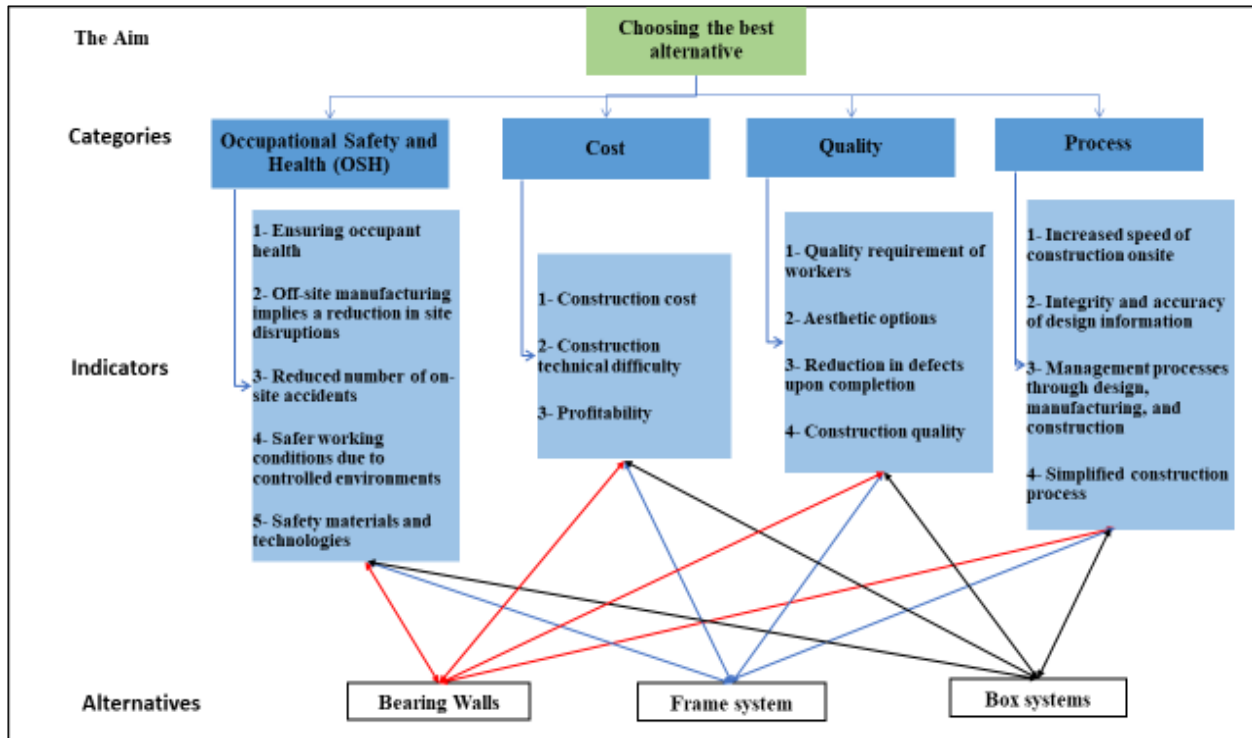 The Aim
Choosing the best
alternative
Categories
Occupational Safety and
Health (OSH)
Cost
Quality
Process
Indicators
1- Ensuring occupant
health
2- Off-site manufacturing
implies a reduction in site
disruptions
3- Reduced number of on-
site accidents
4- Safer working
conditions due to
controlled environments
5- Safety materials and
technologies
1- Construction cost
2- Construction
technical difficulty
3- Profitability
1- Quality requirement of
workers
2- Aesthetic options
3- Reduction in defects
upon completion
4- Construction quality
1- Increased speed of
construction onsite
2- Integrity and accuracy
of design information
3- Management processes
through design,
manufacturing, and
construction
4- Simplified construction
process
Alternatives
Bearing Walls
Frame system
Box systems